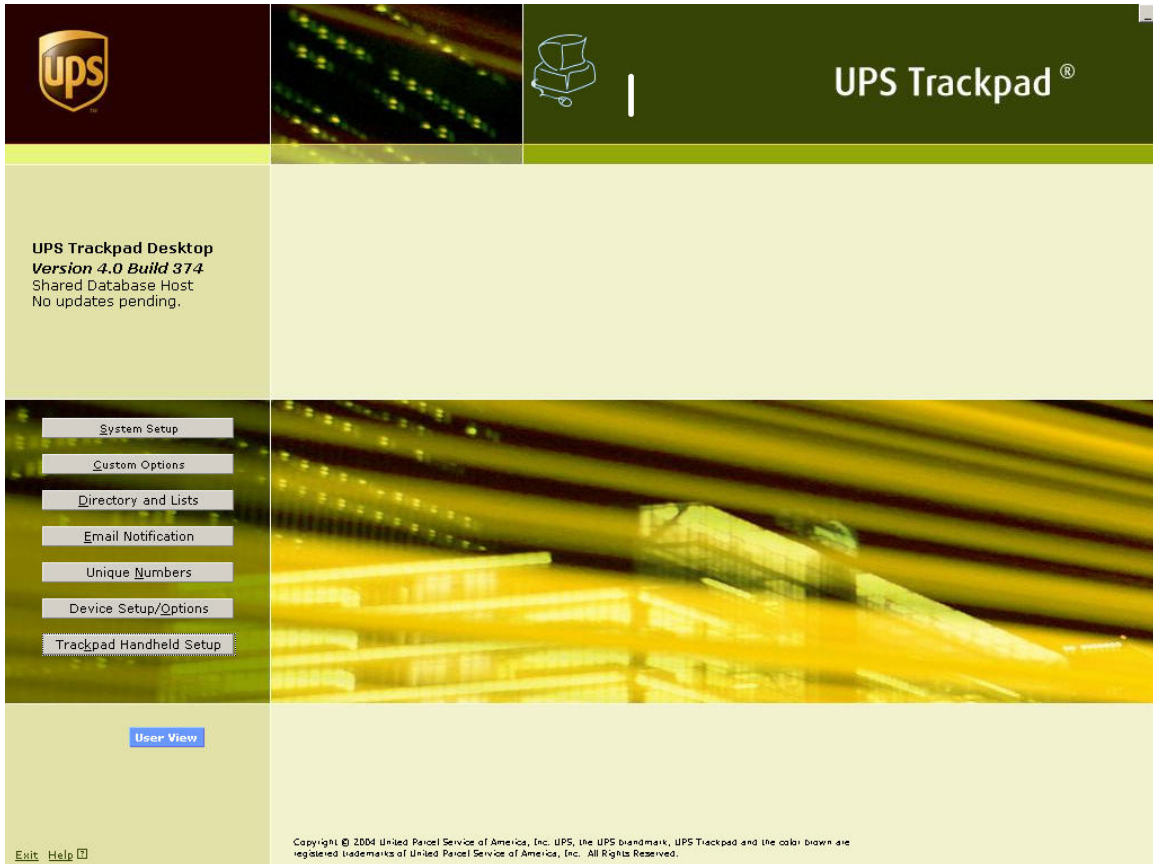 ups
TM
UPS Trackpad ®
UPS Trackpad Desktop
Version 4.0 Build 374
Shared Database Host
No updates pending.
System Setup
Custom Options
Directory and Lists
Email Notification
Unique Numbers
Device Setup/Options
Trackpad Handheld Setup
User View
Exit Help ?
Copyright © 2004 United Parcel Service of America, Inc. UPS, the UPS brandmark, UPS Trackpad and the color brown are
registered trademarks of United Parcel Service of America, Inc. All Rights Reserved.